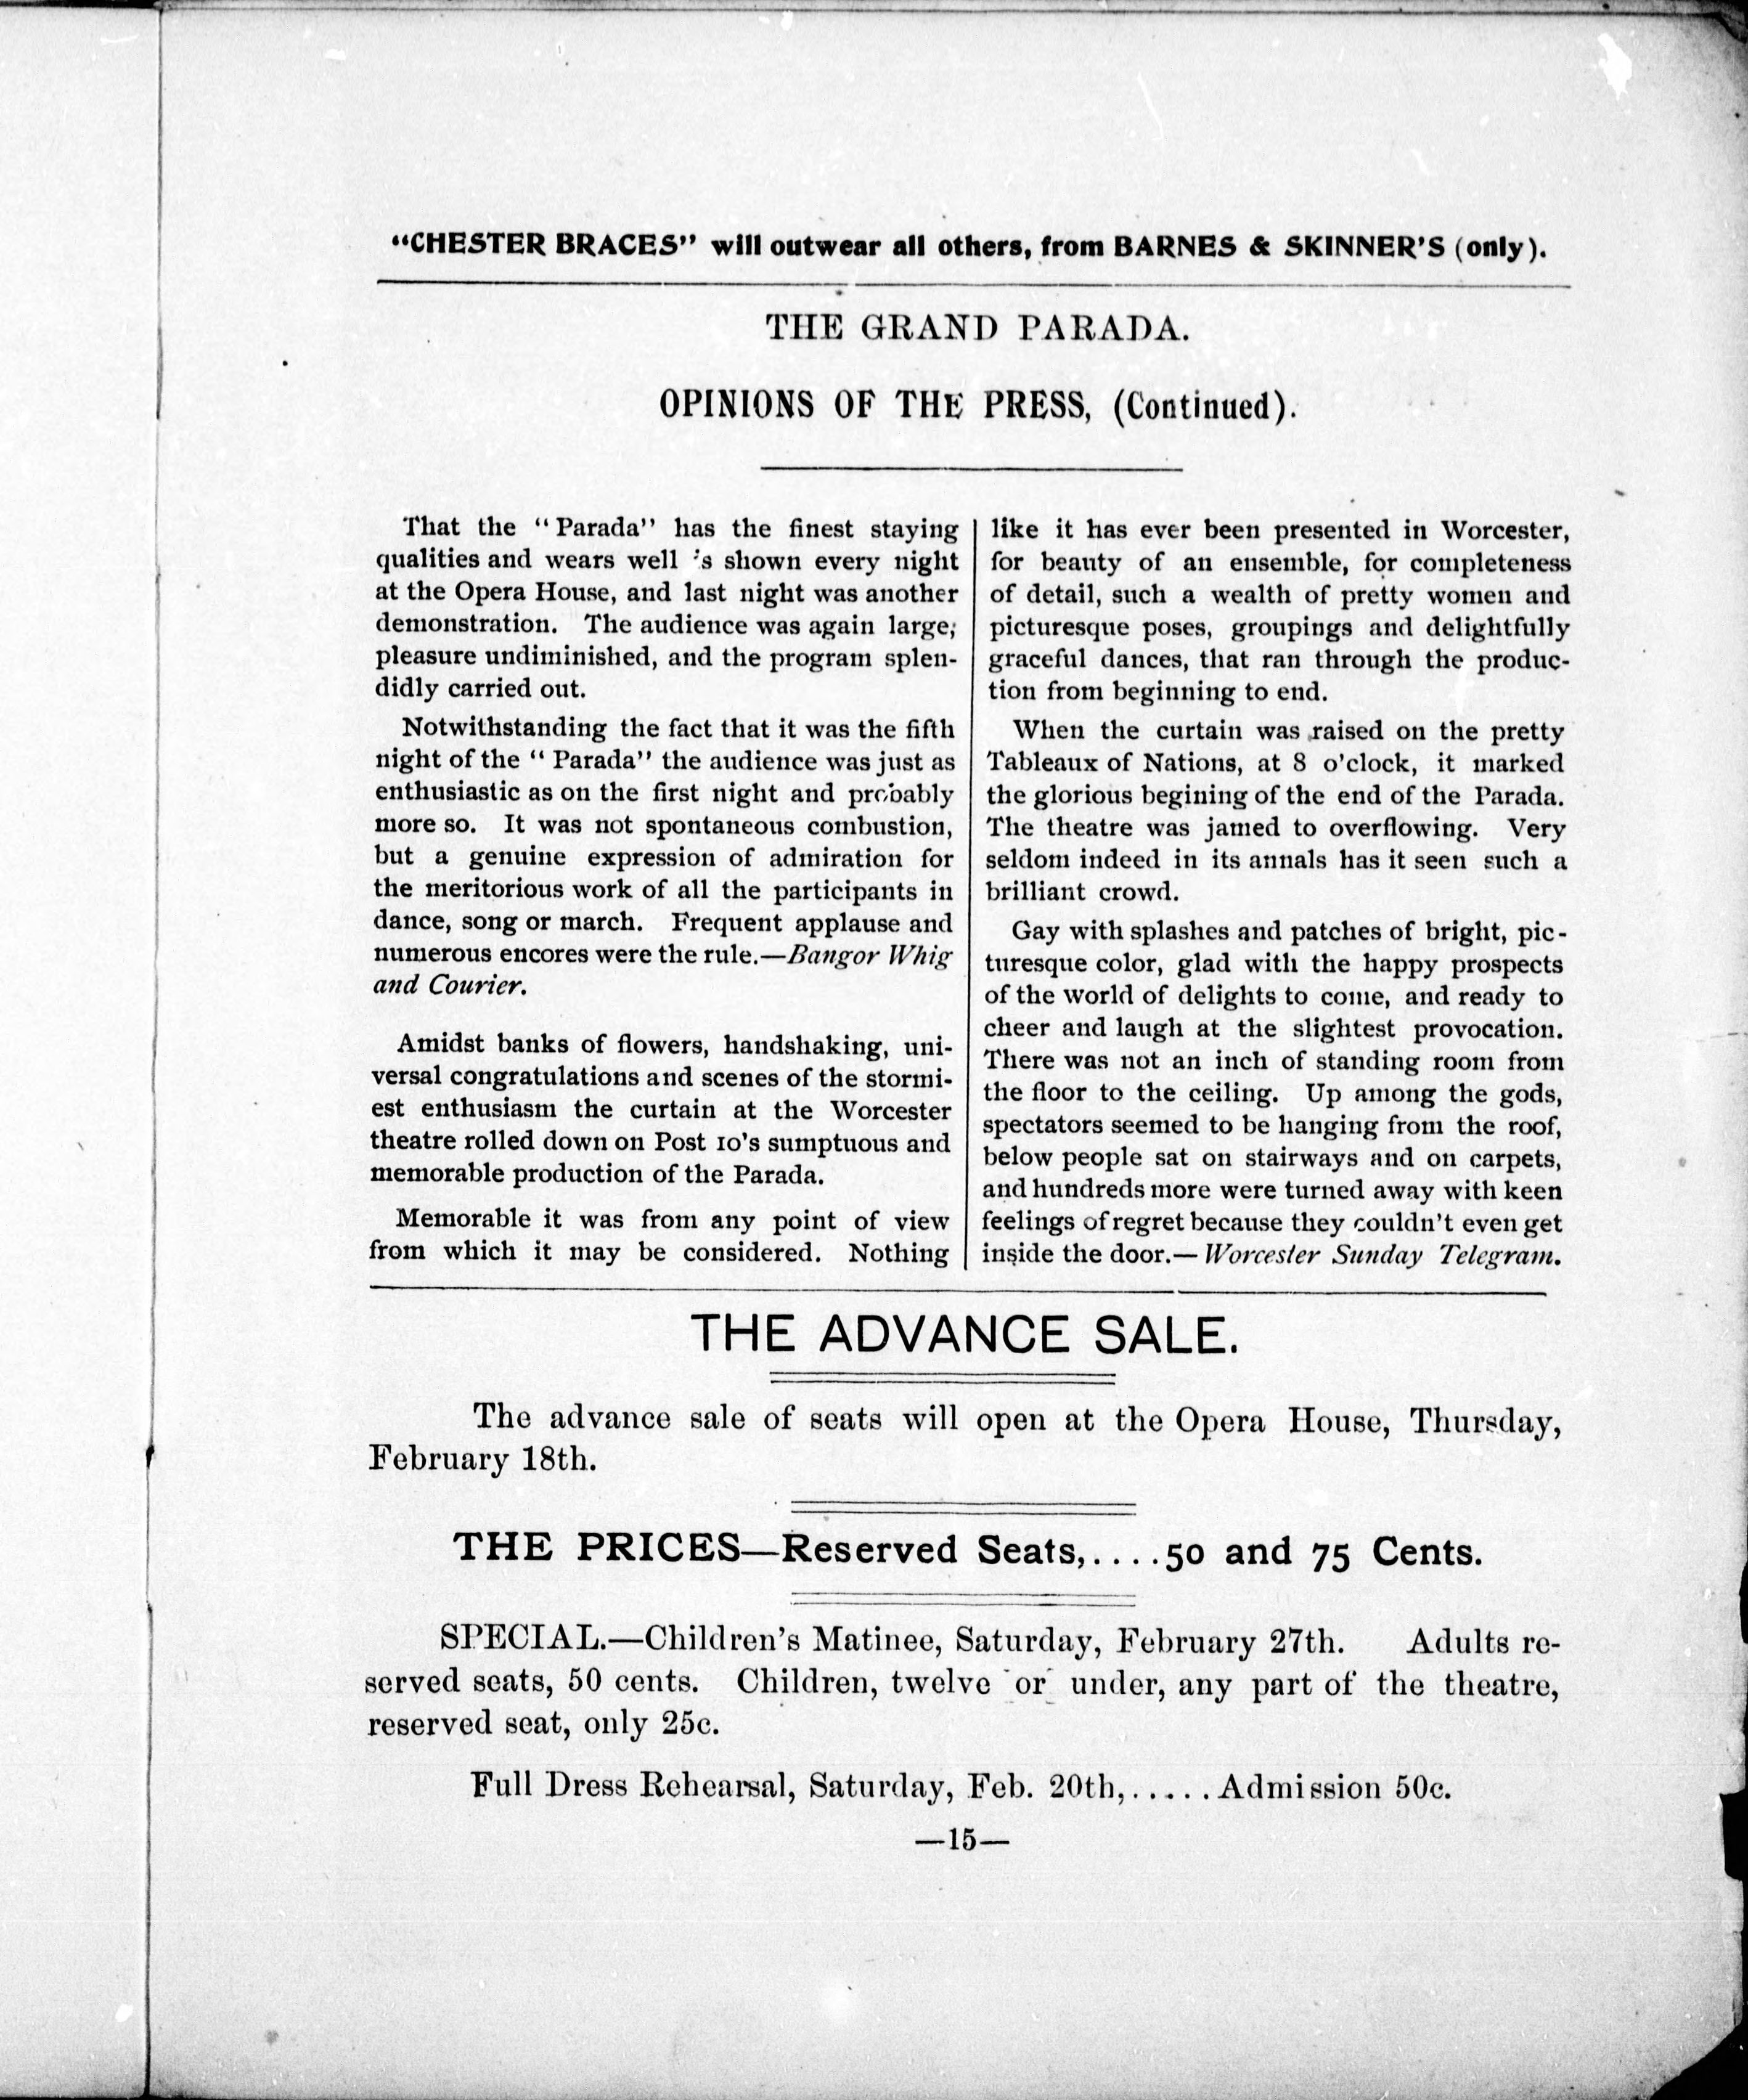 “CHESTER BRACES” will outwear all others, from BARNES & SKINNER’S (only).
THE GRAND PARADA.
OPINIONS OF THE PRESS, (Continued).
That the “Parada” has the finest staying
qualities and wears well 's shown every night
at the Opera House, and last night was another
demonstration. The audience was again large;
pleasure undiminished, and the program splen-
didly carried out.
Notwithstanding the fact that it was the fifth
night of the “ Parada” the audience was just as
enthusiastic as on the first night and probably
more so. It was not spontaneous combustion,
but a genuine expression of admiration for
the meritorious work of all the participants in
dance, song or march. Frequent applause and
numerous encores were the rule.—Bangor Whig
and Courier.
Amidst banks of flowers, handshaking, uni-
versal congratulations and scenes of the stormi-
est enthusiasm the curtain at the Worcester
theatre rolled down on Post 10’s sumptuous and
memorable production of the Parada.
Memorable it was from any point of view
from which it may be considered. Nothing
like it has ever been presented in Worcester,
for beauty of an ensemble, for completeness
of detail, such a wealth of pretty women and
picturesque poses, groupings and delightfully
graceful dances, that ran through the produc-
tion from beginning to end.
When the curtain was raised on the pretty
Tableaux of Nations, at 8 o’clock, it marked
the glorious begining of the end of the Parada.
The theatre was jamed to overflowing. Very
seldom indeed in its annals has it seen such a
brilliant crowd.
Gay with splashes and patches of bright, pic-
turesque color, glad with the happy prospects
of the world of delights to come, and ready to
cheer and laugh at the slightest provocation.
There was not an inch of standing room from
the floor to the ceiling. Up among the gods,
spectators seemed to be hanging from the roof,
below people sat on stairways and on carpets,
and hundreds more were turned away with keen
feelings of regret because they couldn’t even get
inside the door.—Worcester Sunday Telegram.
THE ADVANCE SALE.
The advance sale of seats will open at the Opera House, Thursday,
February 18th.
THE PRICES—Reserved Seats,....50 and 75 Cents.
SPECIAL.—Children’s Matinee, Saturday, February 27th. Adults re-
served seats, 50 cents. Children, twelve or under, any part of the theatre,
reserved seat, only 25c.
Full Dress Rehearsal, Saturday, Feb. 20th,.....Admission 50c.
—15—